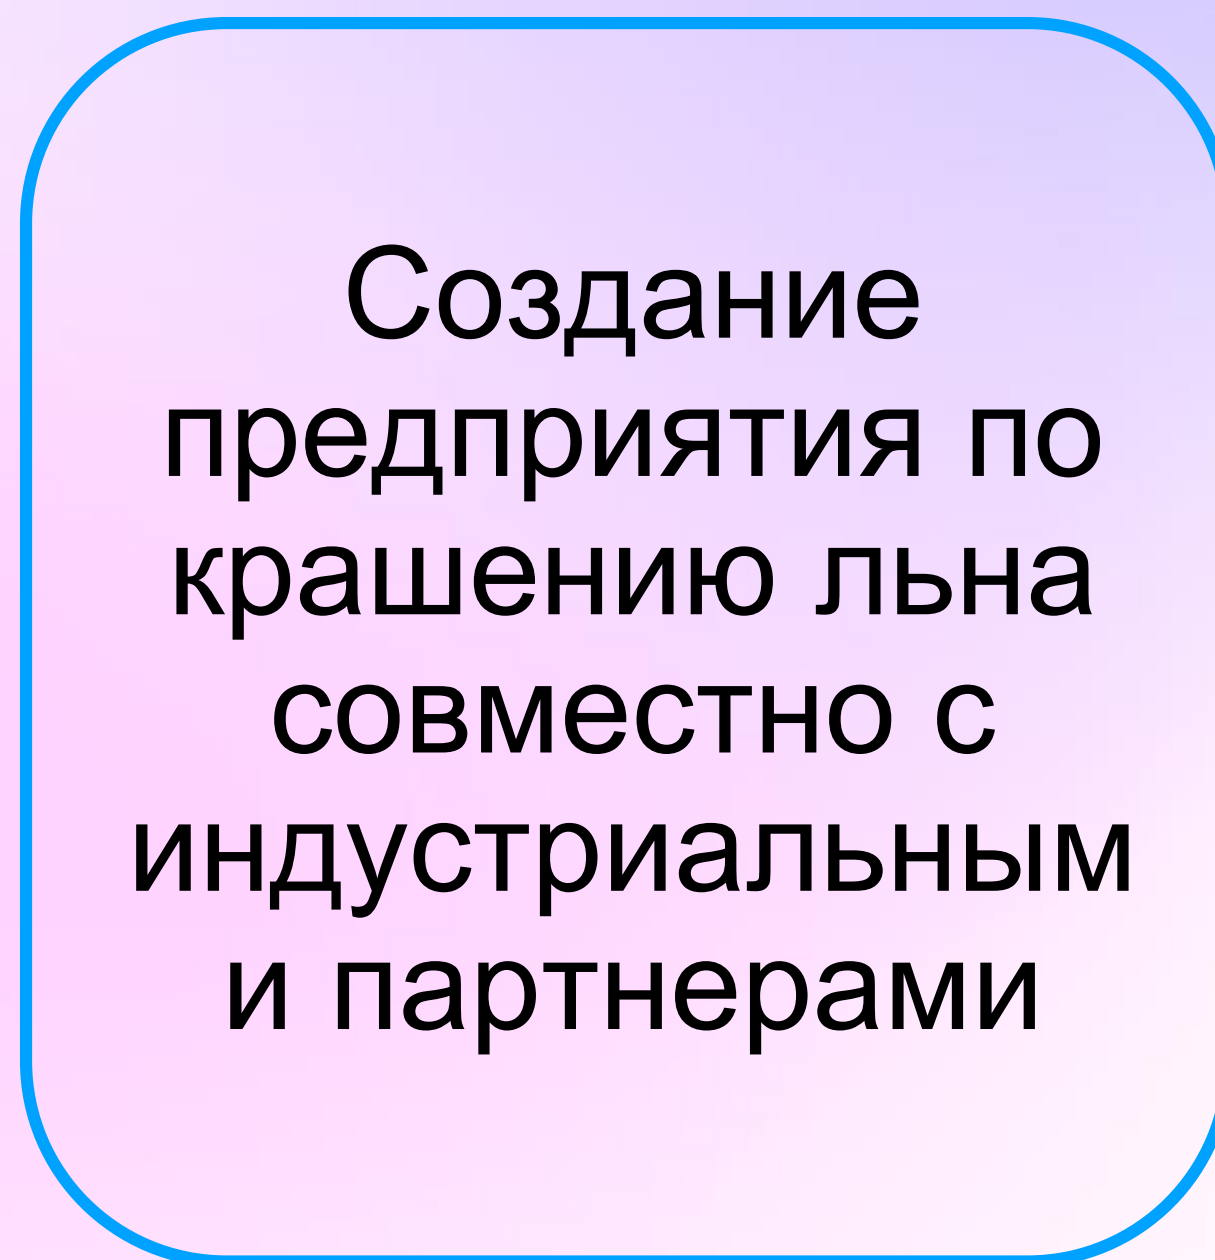 Создание
предприятия по
крашению льна
совместно с
индустриальным
и партнерами